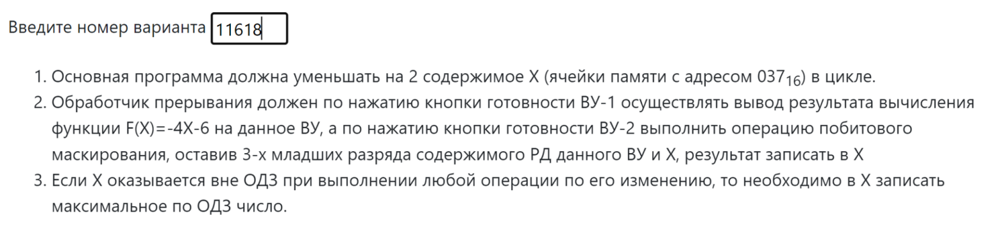 Введите номер варианта 11618
1. Основная программа должна уменьшать на 2 содержимое X (ячейки памяти с адресом 037₁₆) в цикле.
2. Обработчик прерывания должен по нажатию кнопки готовности ВУ-1 осуществлять вывод результата вычисления
функции F(X)=-4X-6 на данное ВУ, а по нажатию кнопки готовности ВУ-2 выполнить операцию побитового
маскирования, оставив 3-х младших разряда содержимого РД данного ВУ и X, результат записать в X
3. Если X оказывается вне ОДЗ при выполнении любой операции по его изменению, то необходимо в X записать
максимальное по ОДЗ число.